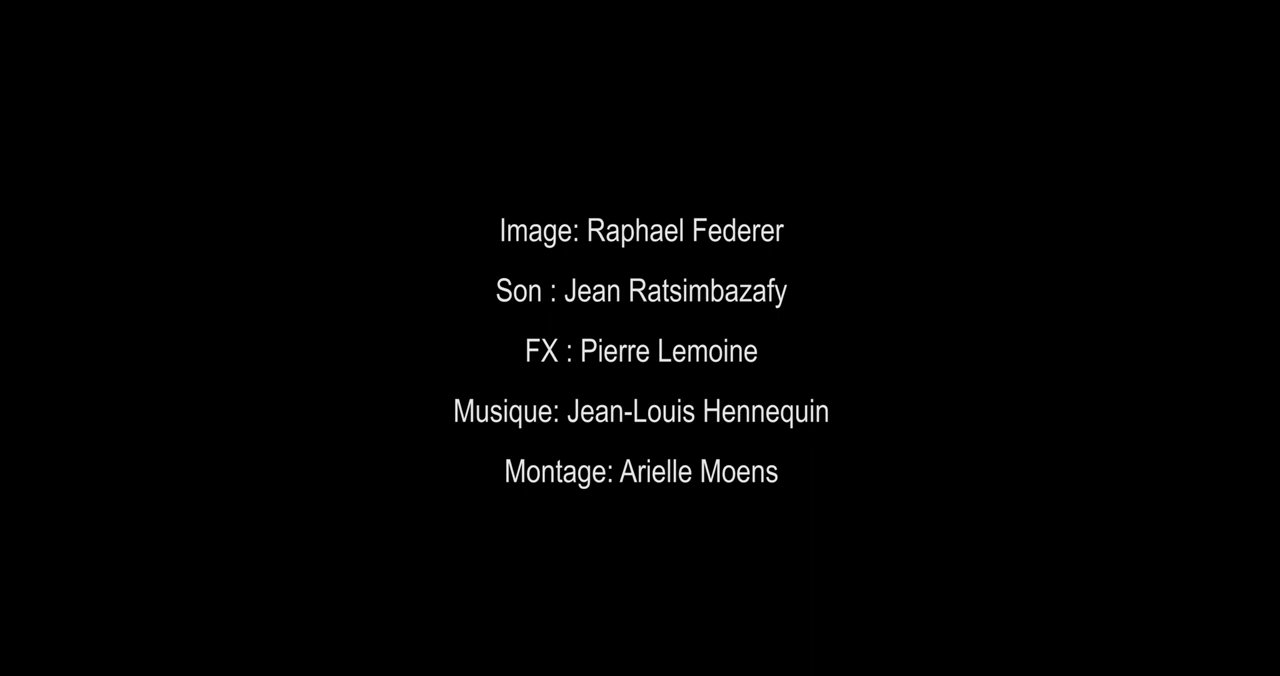 Image: Raphael Federer
Son : Jean Ratsimbazafy
FX : Pierre Lemoine
Musique: Jean-Louis Hennequin
Montage: Arielle Moens